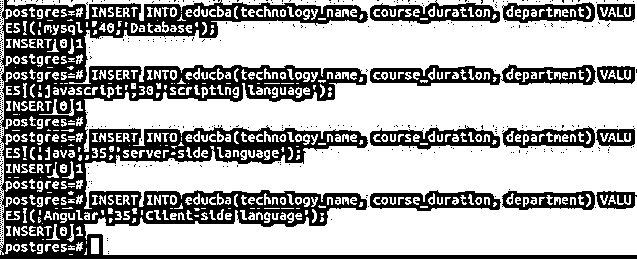 postgres=# INSERT INTO educba(technology_name, course_duration, department) VALU
ES ('mysql',40,'Database');
INSERT 0 1
postgres=#
postgres=# INSERT INTO educba(technology_name, course_duration, department) VALU
ES ('javascript',30,'scripting language');
INSERT 0 1
postgres=#
postgres=# INSERT INTO educba(technology_name, course_duration, department) VALU
ES ('java',35,'server-side language');
INSERT 0 1
postgres=#
postgres=# INSERT INTO educba(technology_name, course_duration, department) VALU
ES ('Angular',35,'Client-side language');
INSERT 0 1
postgres=#